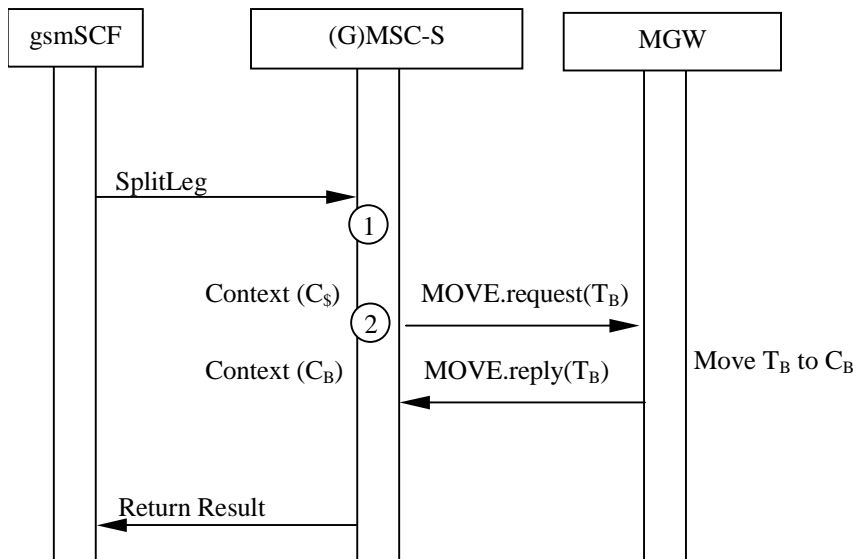 gsmSCF
(G)MSC-S
MGW
SplitLeg
1
Context (C$)
2
MOVE.request(TB)
Context (CB)
MOVE.reply(TB)
Move TB to CB
Return Result